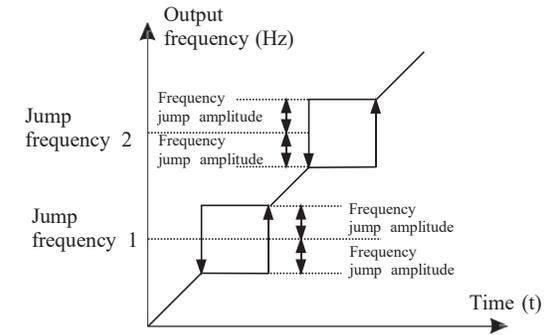 Output
frequency (Hz)
Frequency
jump amplitude
Jump
frequency 2
Frequency
jump amplitude
Jump
frequency 1
Frequency
jump amplitude
Frequency
jump amplitude
Time (t)